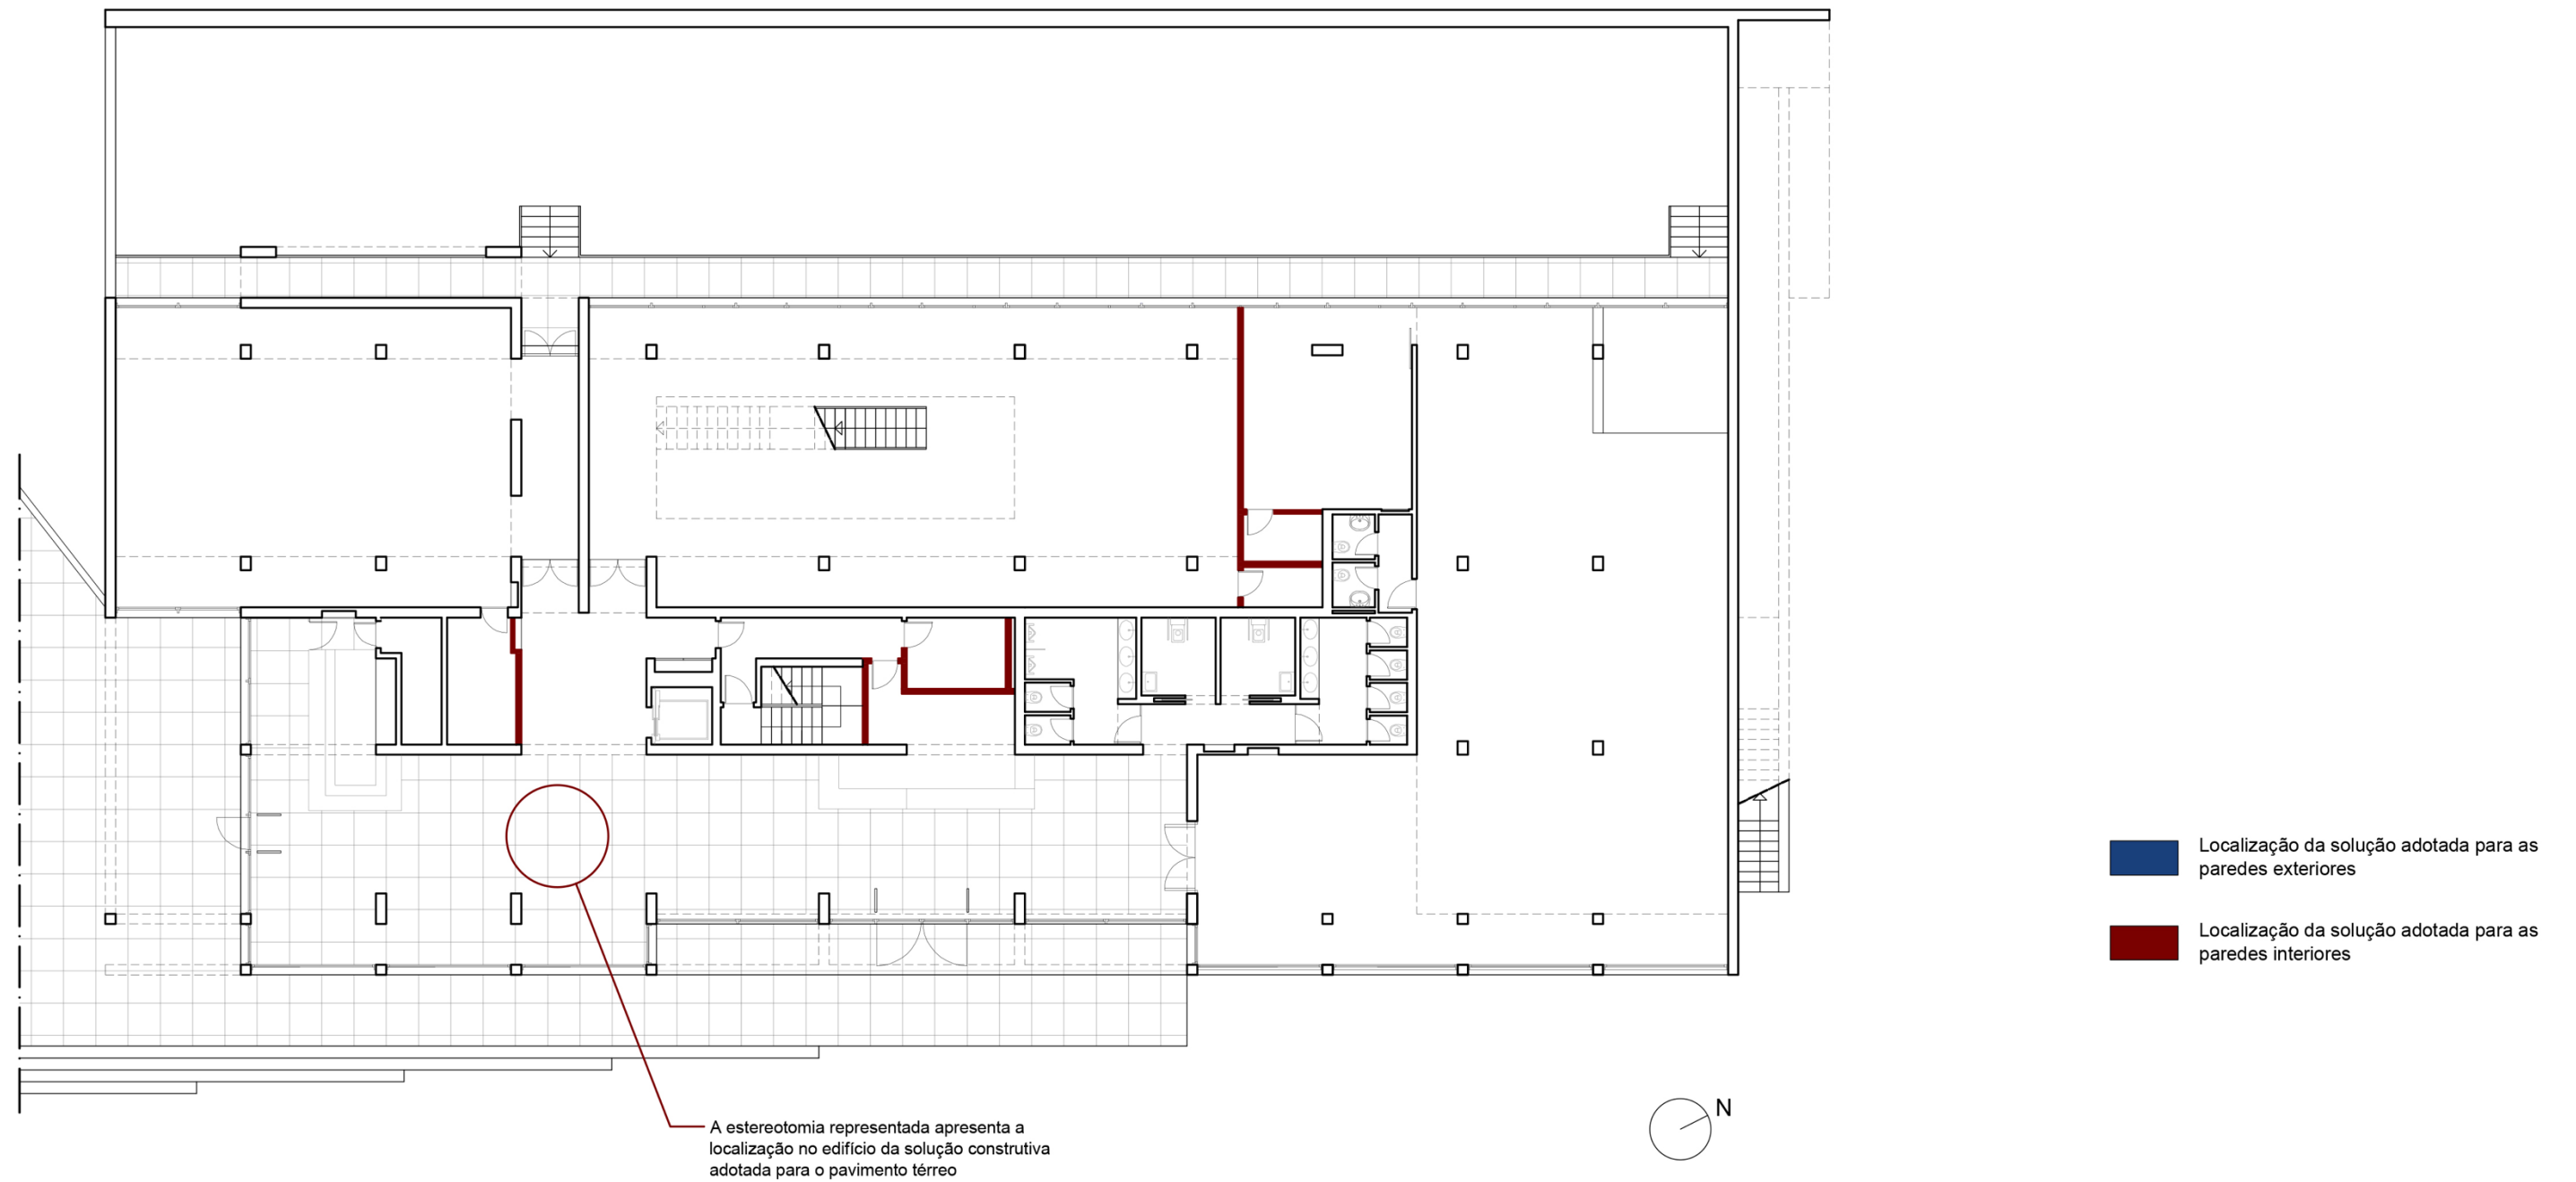 Localização da solução adotada para as
paredes exteriores
Localização da solução adotada para as
paredes interiores
N
A estereotomia representada apresenta a
localização no edifício da solução construtiva
adotada para o pavimento térreo